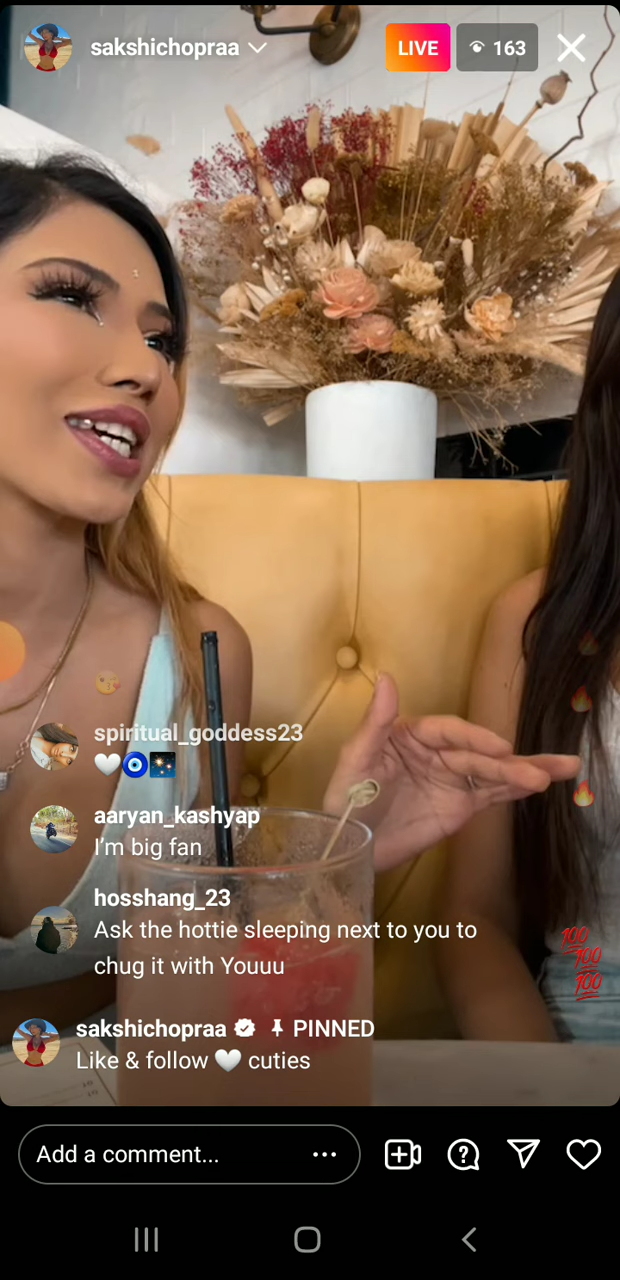 sakshichopraa
LIVE
163
spiritual_goddess23
🤍🧿🎇
aaryan_kashyap
I'm big fan
hosshang_23
Ask the hottie sleeping next to you to
chug it with Youuu
💯
💯
💯
sakshichopraa PINNED
Like & follow 🤍 cuties
Add a comment...